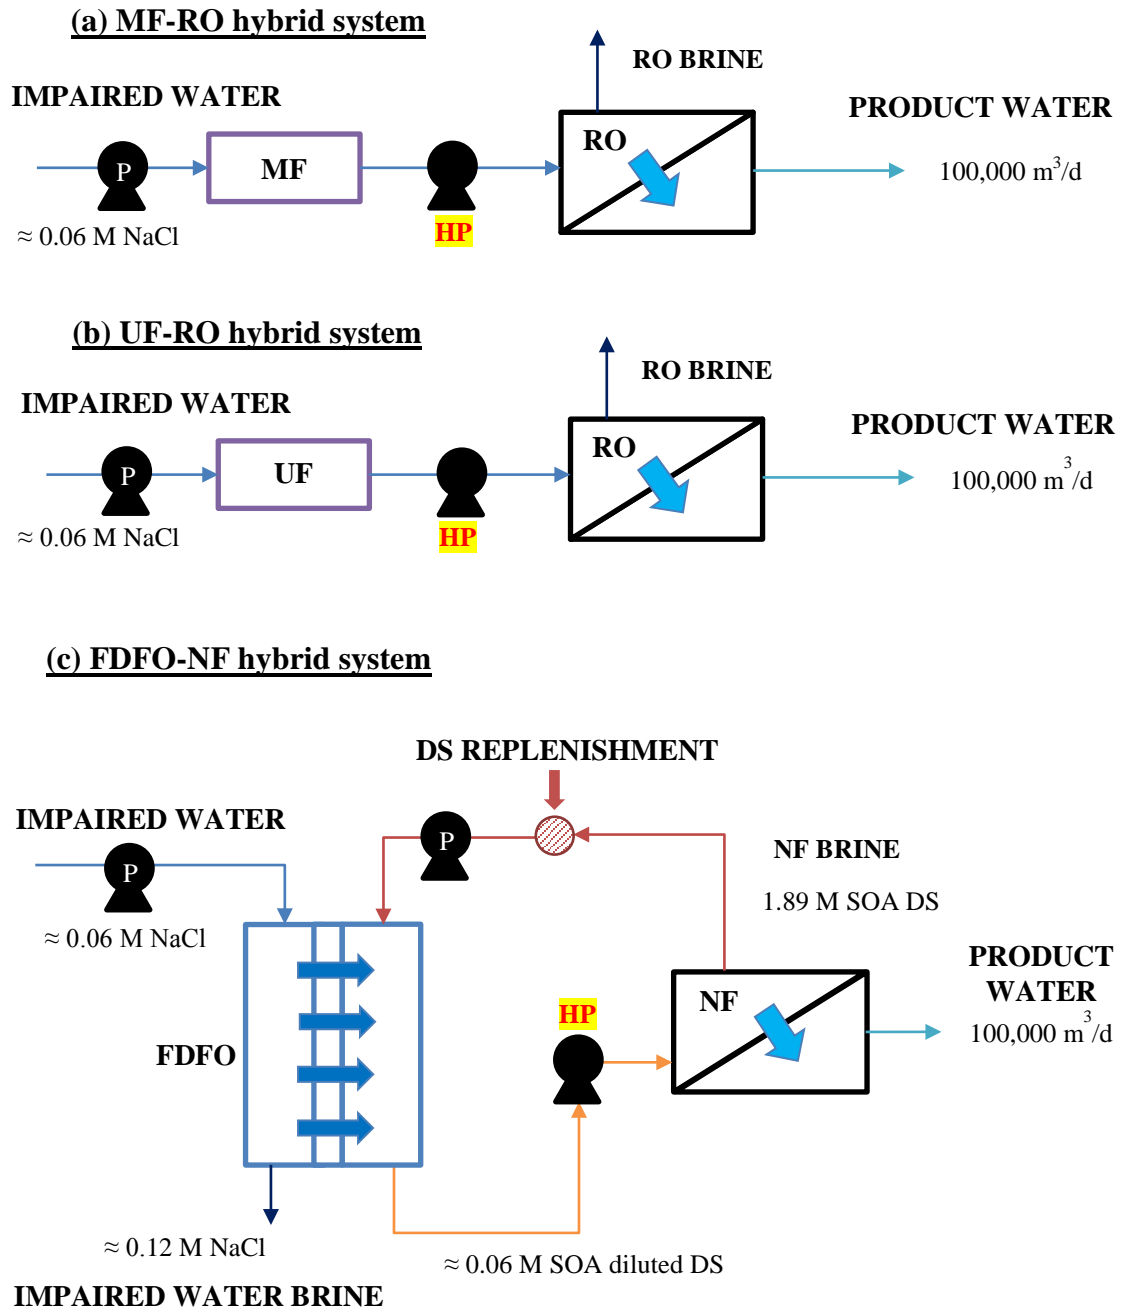 (a) MF-RO hybrid system
RO BRINE
IMPAIRED WATER
PRODUCT WATER
P
MF
RO
100,000 m³/d
≈ 0.06 M NaCl
HP
(b) UF-RO hybrid system
RO BRINE
IMPAIRED WATER
PRODUCT WATER
P
UF
RO
100,000 m³/d
≈ 0.06 M NaCl
HP
(c) FDFO-NF hybrid system
DS REPLENISHMENT
IMPAIRED WATER
P
P
NF BRINE
1.89 M SOA DS
≈ 0.06 M NaCl
PRODUCT
WATER
100,000 m³/d
HP
NF
FDFO
≈ 0.12 M NaCl
≈ 0.06 M SOA diluted DS
IMPAIRED WATER BRINE